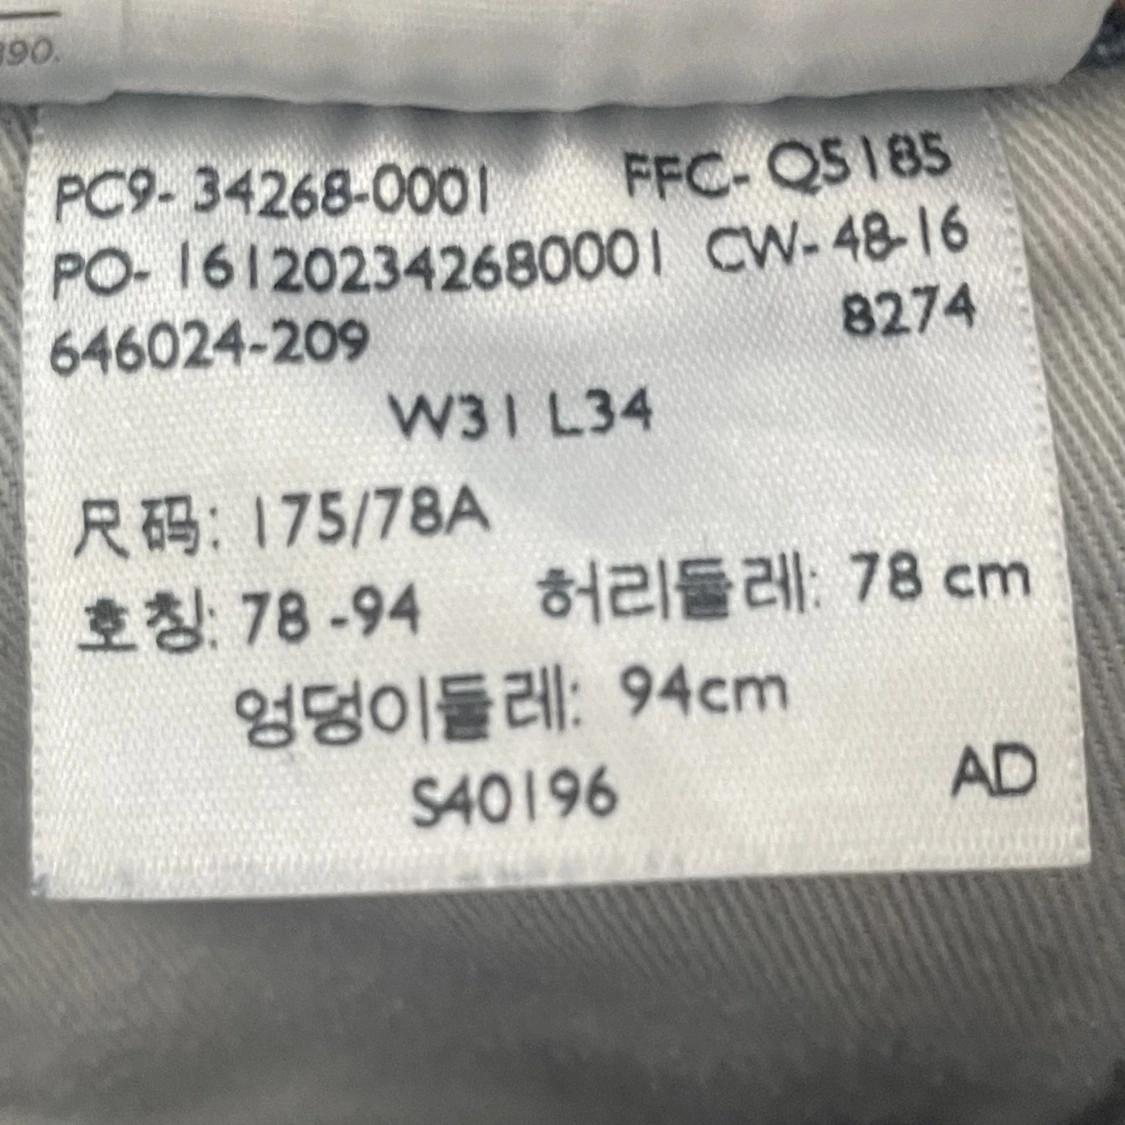 390.
PC9- 34268-0001 FFC- Q5185
PO- 161202342680001 CW- 48-16
646024-209 8274
W31 L34
尺码: 175/78A
호칭: 78 -94 허리둘레: 78 cm
엉덩이둘레: 94cm
S40196 AD